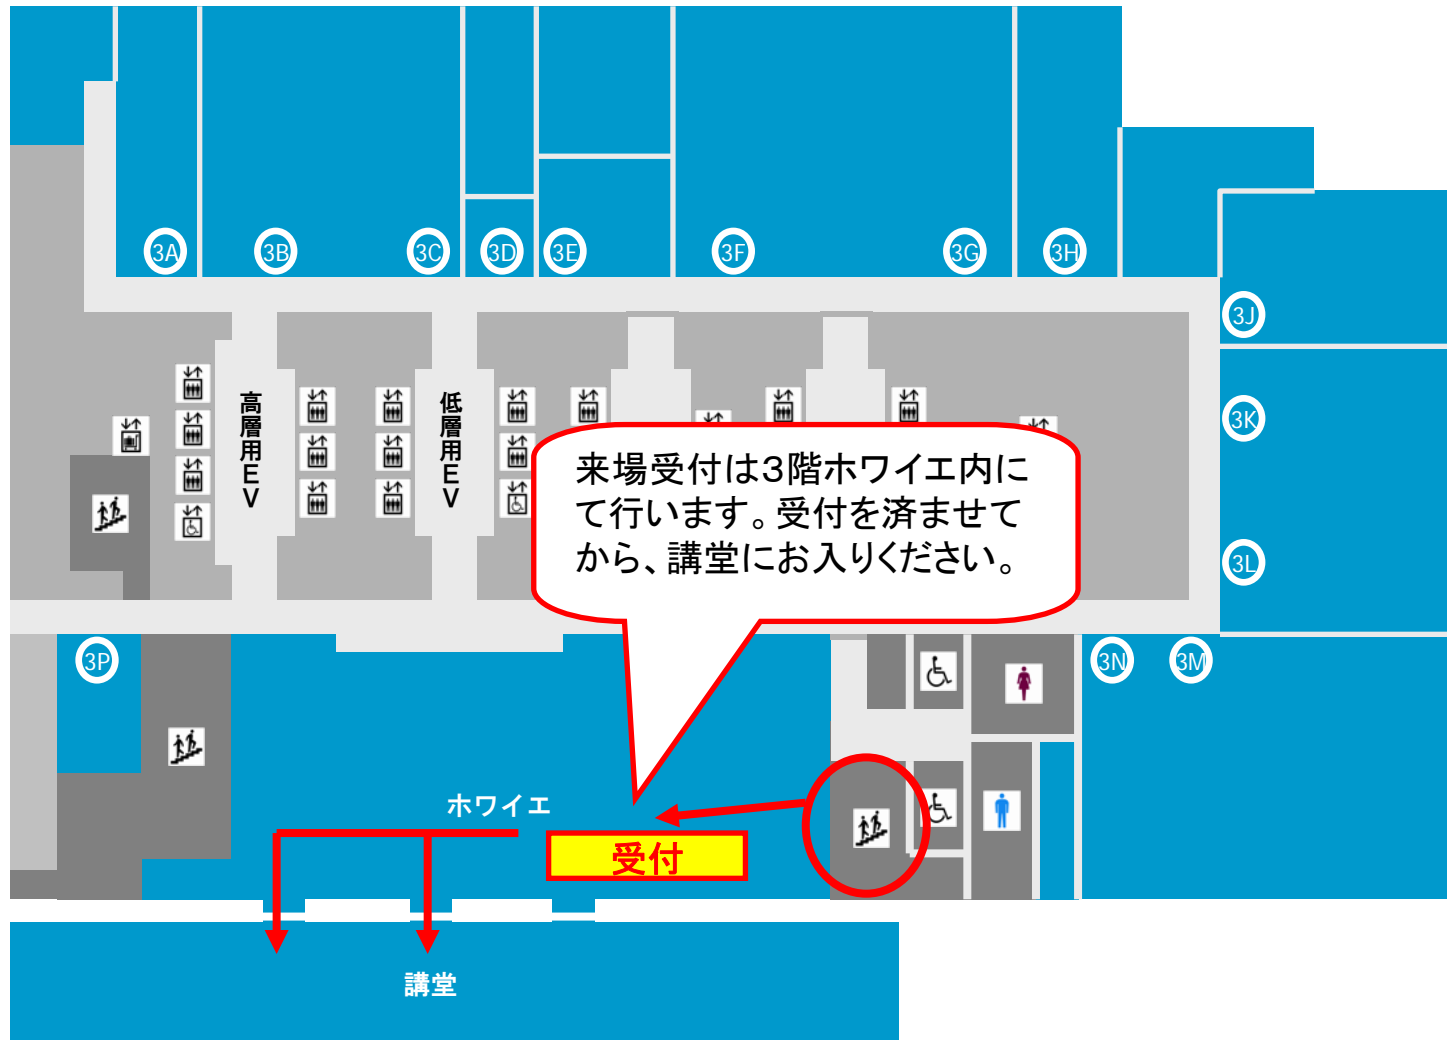 3A
3B
3C
3D
3E
3F
3G
3H
3J
3K
3L
高層用EV
低層用EV
来場受付は3階ホワイエ内に
て行います。受付を済ませて
から、講堂にお入りください。
3P
3N
3M
ホワイエ
受付
講堂